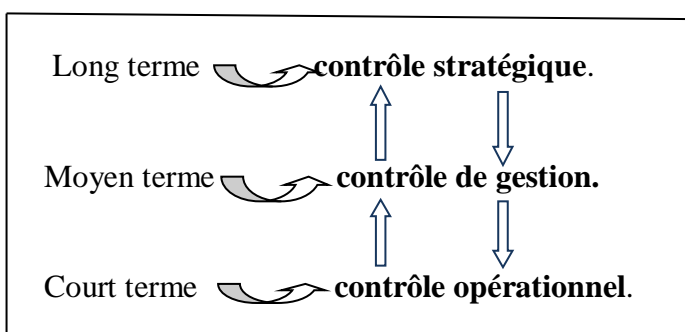 Long terme contrôle stratégique.
Moyen terme contrôle de gestion.
Court terme contrôle opérationnel.